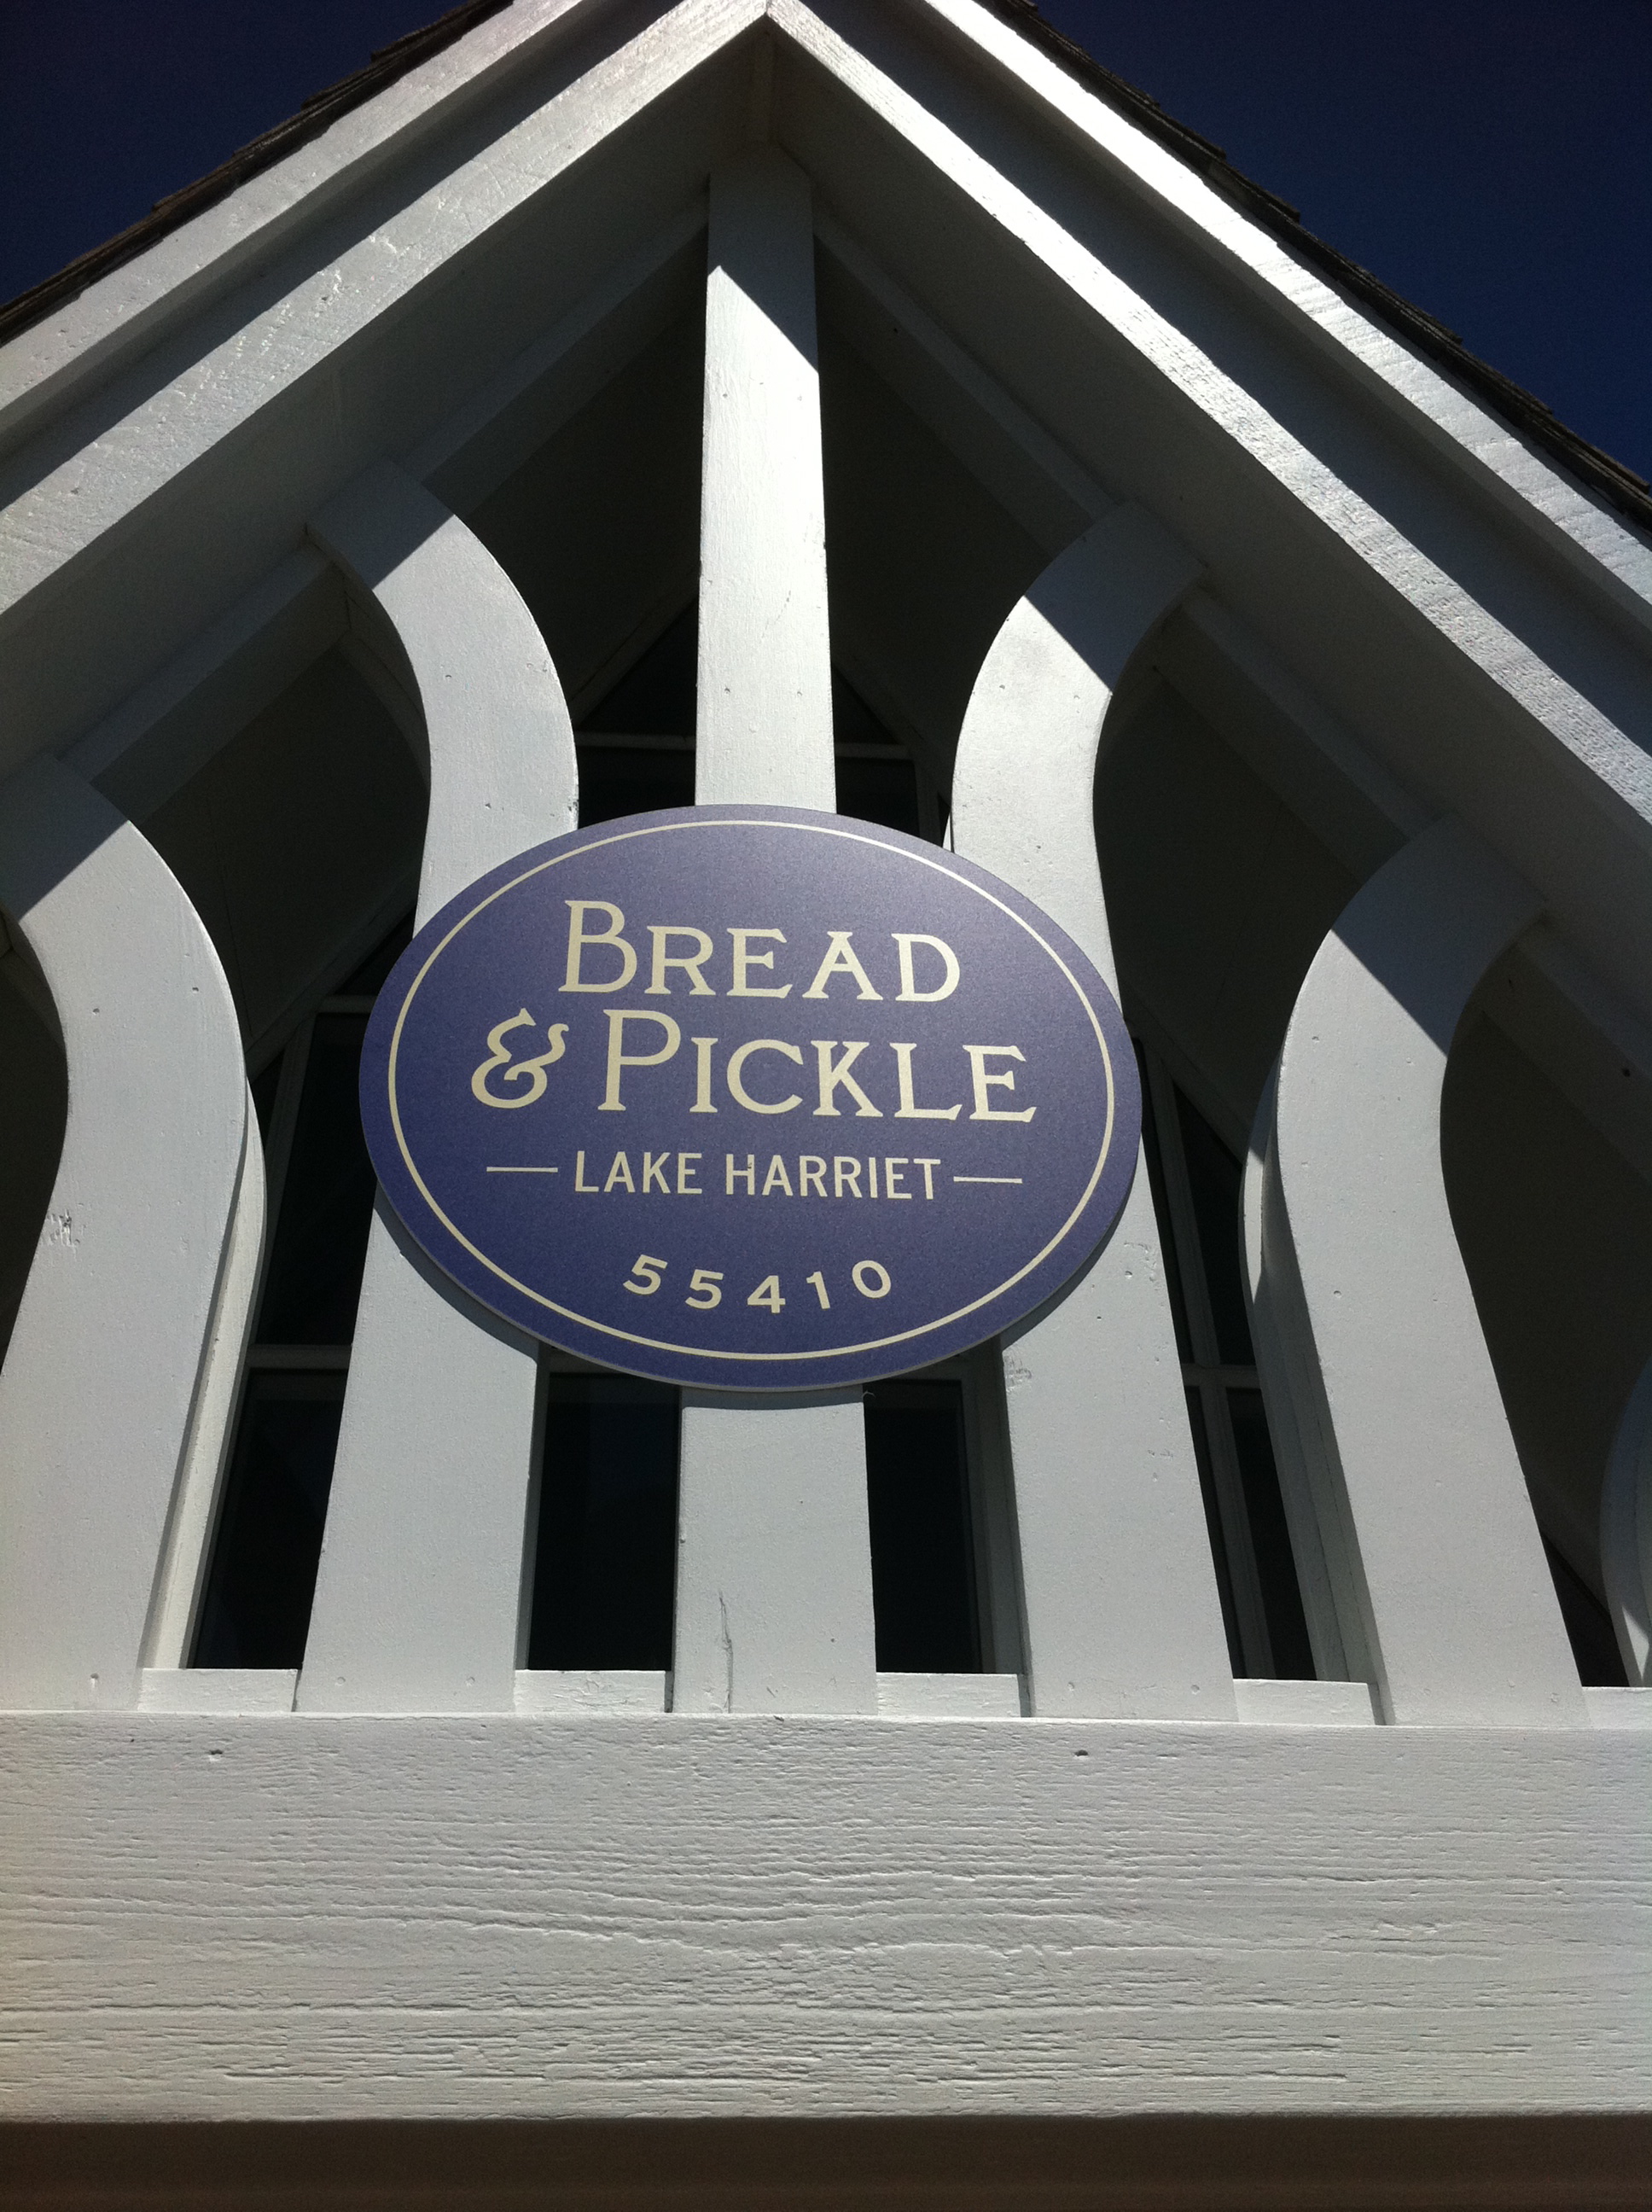 BREAD
& PICKLE
LAKE HARRIET
55410